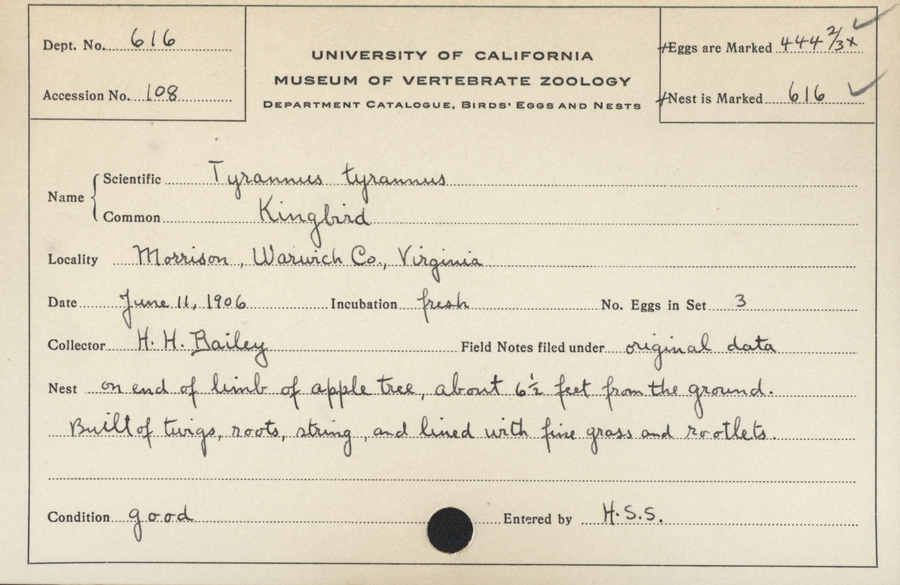 Dept. No. 616
Accession No. 108
UNIVERSITY OF CALIFORNIA
MUSEUM OF VERTEBRATE ZOOLOGY
DEPARTMENT CATALOGUE, BIRDS' EGGS AND NESTS
Eggs are Marked 444 2/3x
Nest is Marked 616
Name { Scientific Tyrannus tyrannus
Common Kingbird
Locality Morrison, Warwich Co., Virginia
Date June 11, 1906 Incubation fresh No. Eggs in Set 3
Collector H. H. Bailey Field Notes filed under original data
Nest on end of limb of apple tree, about 6½ feet from the ground.
Built of twigs, roots, string, and lined with fine grass and rootlets.
Condition good Entered by H.S.S.